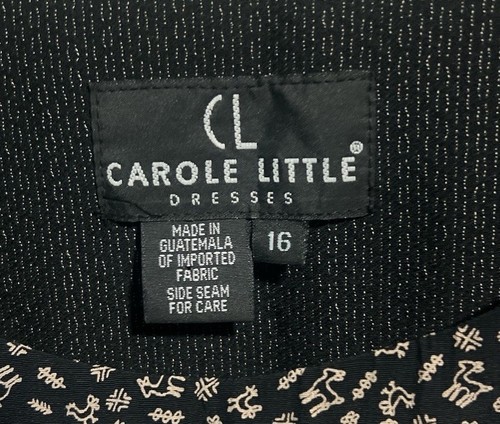 CL
CAROLE LITTLE®
DRESSES
MADE IN
GUATEMALA
OF IMPORTED
FABRIC
SIDE SEAM
FOR CARE
16